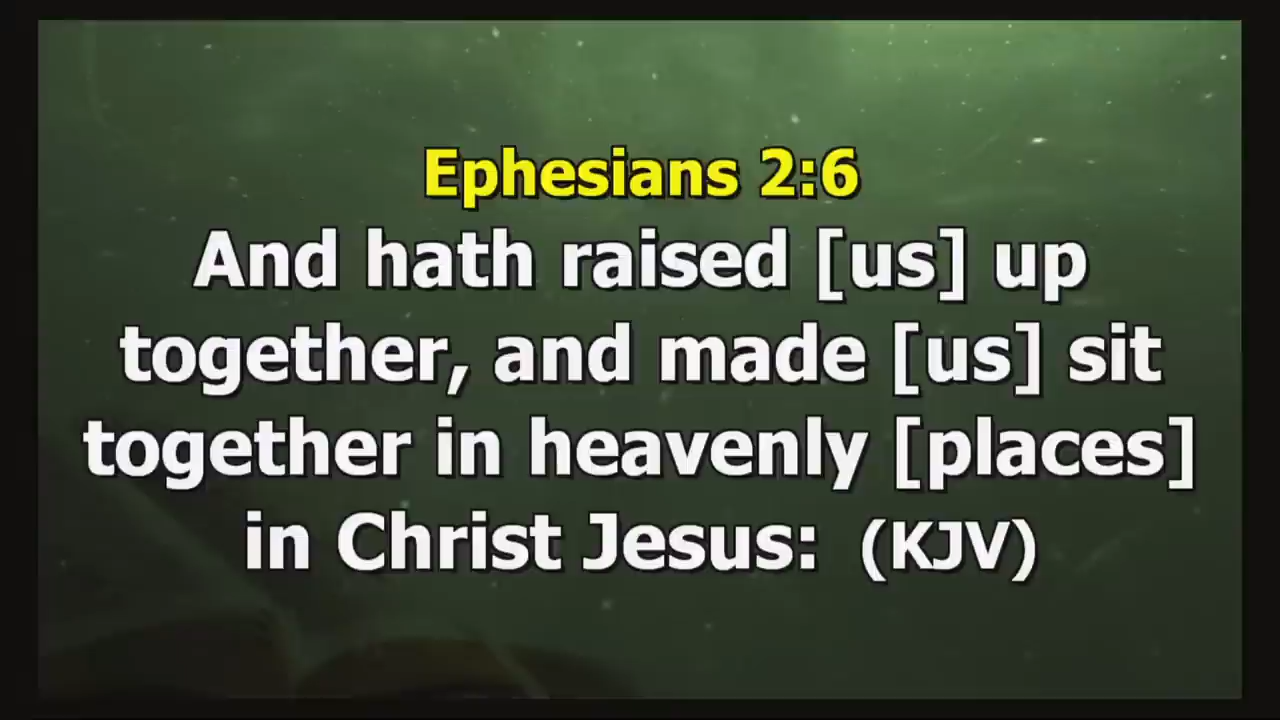 Ephesians 2:6
And hath raised [us] up
together, and made [us] sit
together in heavenly [places]
in Christ Jesus: (KJV)